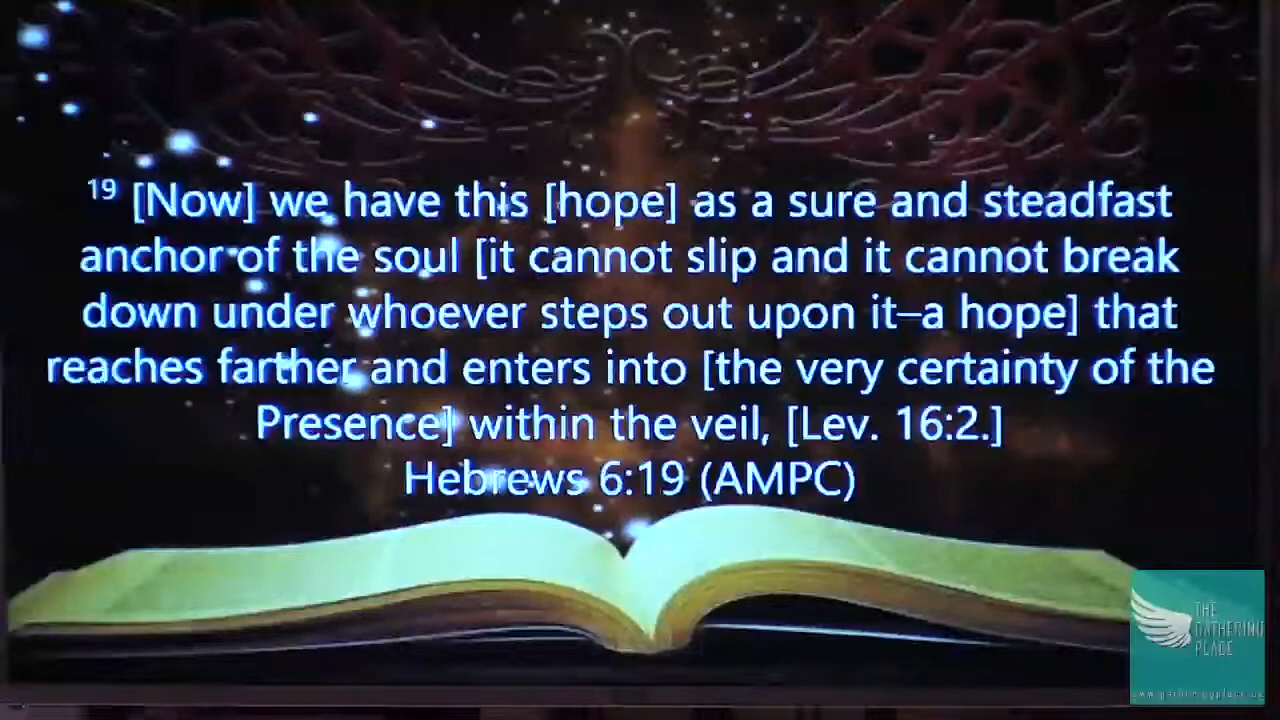 19 [Now] we have this [hope] as a sure and steadfast
anchor of the soul [it cannot slip and it cannot break
down under whoever steps out upon it—a hope] that
reaches farther and enters into [the very certainty of the
Presence] within the veil, [Lev. 16:2.]
Hebrews 6:19 (AMPC)
THE
GATHERING
PLACE